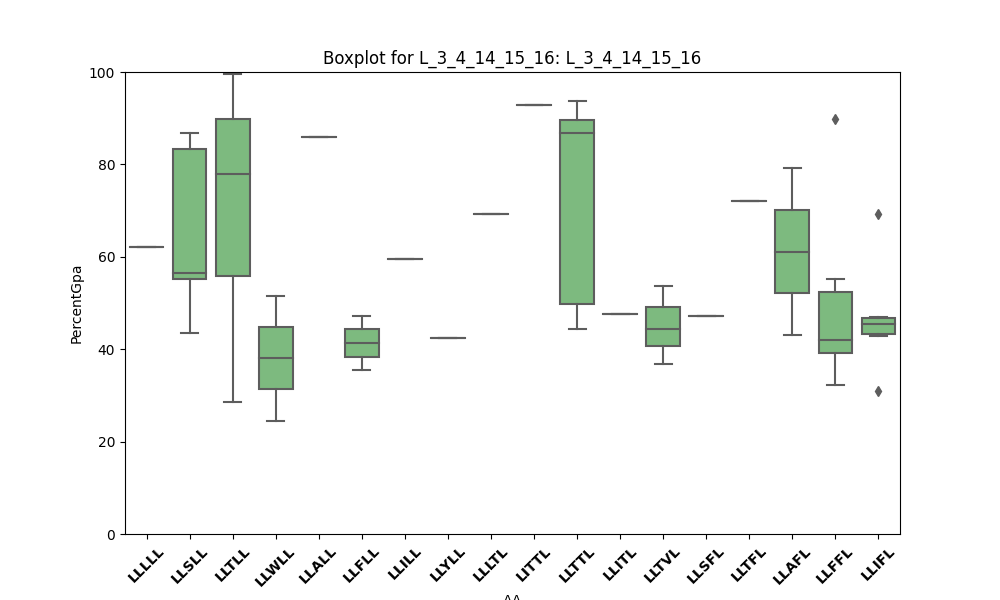 Boxplot for L_3_4_14_15_16: L_3_4_14_15_16
100
80
60
40
20
0
PercentGpa
LLLLL LLSLL LLTLL LLWLL LLALL LLFLL LLILL LLYLL LLLTL LITTL LLTTL LLITL LLTVL LLSFL LLTFL LLAFL LLFFL LLIFL
AA